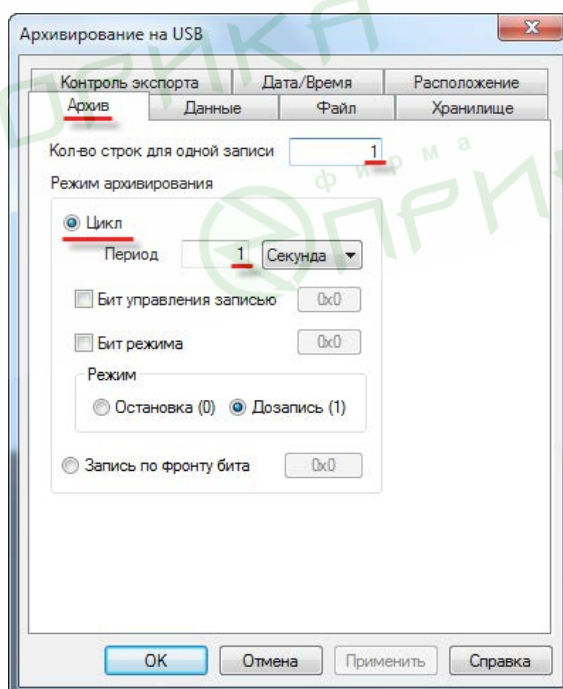 Архивирование на USB
Контроль экспорта Дата/Время Расположение
Архив Данные Файл Хранилище
Кол-во строк для одной записи 1
Режим архивирования
Цикл
Период 1 Секунда
Бит управления записью 0x0
Бит режима 0x0
Режим
Остановка (0) Дозапись (1)
Запись по фронту бита 0x0
OK Отмена Применить Справка
фирма